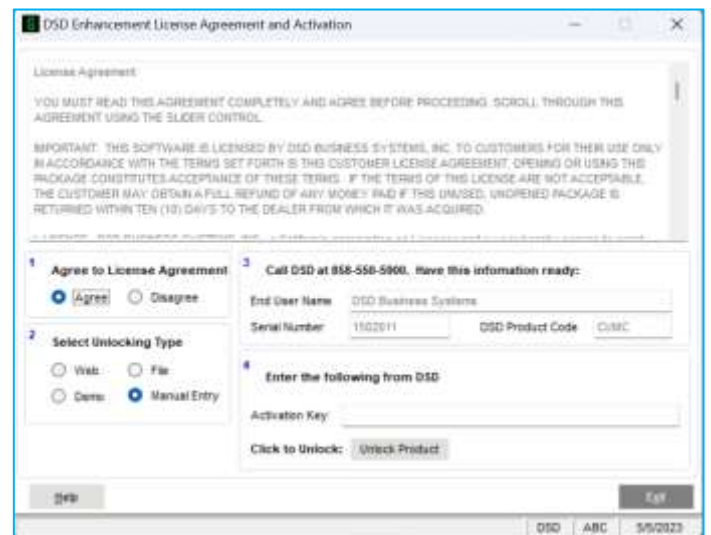 DSD Enhancement License Agreement and Activation
License Agreement
YOU MUST READ THIS AGREEMENT COMPLETELY AND AGREE BEFORE PROCEEDING. SCROLL THROUGH THIS
AGREEMENT USING THE SLIDER CONTROL.
IMPORTANT: THIS SOFTWARE IS LICENSED BY DSD BUSINESS SYSTEMS, INC. TO CUSTOMERS FOR THEIR USE ONLY
IN ACCORDANCE WITH THE TERMS SET FORTH IS THIS CUSTOMER LICENSE AGREEMENT, OPENING OR USING THIS
PACKAGE CONSTITUTES ACCEPTANCE OF THESE TERMS. IF THE TERMS OF THIS LICENSE ARE NOT ACCEPTABLE,
THE CUSTOMER MAY OBTAIN A FULL REFUND OF ANY MONEY PAID IF THIS UNUSED, UNOPENED PACKAGE IS
RETURNED WITHIN TEN (10) DAYS TO THE DEALER FROM WHICH IT WAS ACQUIRED.
1 Agree to License Agreement
Agree Disagree
2 Select Unlocking Type
Web File
Demo Manual Entry
3 Call DSD at 858-550-5900. Have this infomation ready:
End User Name DSD Business Systems
Serial Number 1502011 DSD Product Code CIMC
4 Enter the following from DSD
Activation Key
Click to Unlock: Unlock Product
Help Exit
DSD ABC 5/5/2023